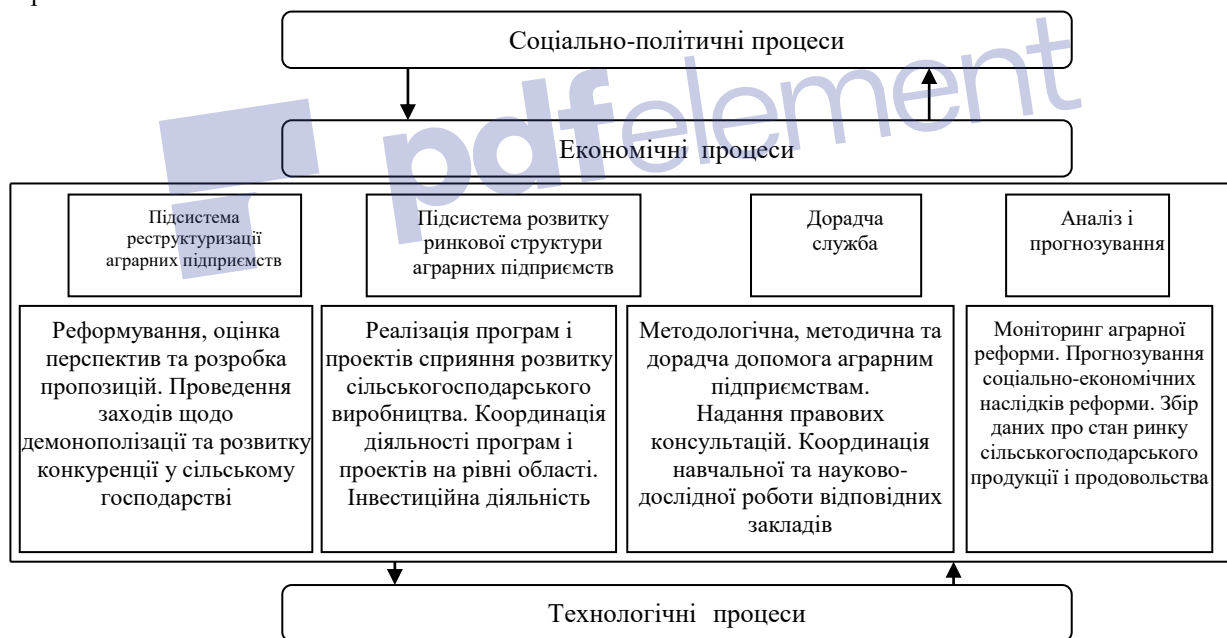 Соціально-політичні процеси
pdfelement
Економічні процеси
Підсистема
реструктуризації
аграрних підприємств
Підсистема розвитку
ринкової структури
аграрних підприємств
Дорадча
служба
Аналіз і
прогнозування
Реформування, оцінка
перспектив та розробка
пропозицій. Проведення
заходів щодо
демонополізації та розвитку
конкуренції у сільському
господарстві
Реалізація програм і
проектів сприяння розвитку
сільськогосподарського
виробництва. Координація
діяльності програм і
проектів на рівні області.
Інвестиційна діяльність
Методологічна, методична та
дорадча допомога аграрним
підприємствам.
Надання правових
консультацій. Координація
навчальної та науково-
дослідної роботи відповідних
закладів
Моніторинг аграрної
реформи. Прогнозування
соціально-економічних
наслідків реформи. Збір
даних про стан ринку
сільськогосподарського
продукції і продовольства
Технологічні процеси